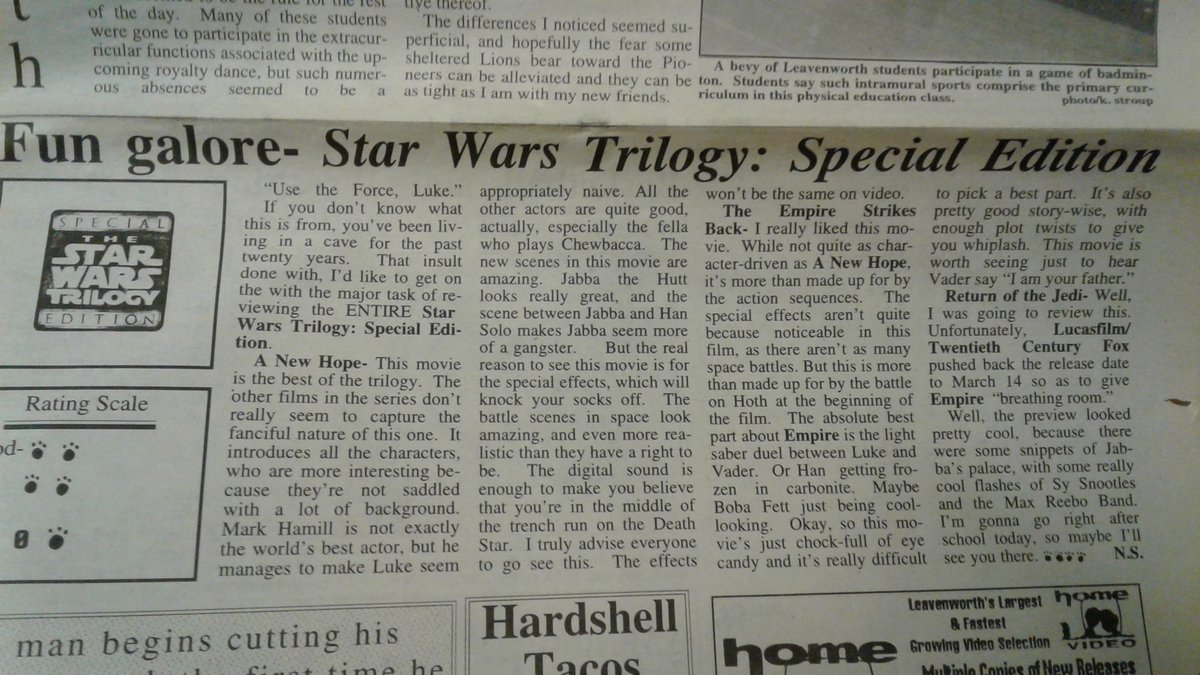 of the day. Many of these students
were gone to participate in the extracur-
ricular functions associated with the up-
coming royalty dance, but such numer-
ous absences seemed to be a
tive thereof.
The differences I noticed seemed su-
perficial, and hopefully the fear some
sheltered Lions bear toward the Pio-
neers can be alleviated and they can be
as tight as I am with my new friends.
h
A bevy of Leavenworth students participate in a game of badmin-
ton. Students say such intramural sports comprise the primary cur-
riculum in this physical education class.
photo/k. stroup
Fun galore- Star Wars Trilogy: Special Edition
SPECIAL
THE
STAR
WARS
TRILOGY
EDITION
Rating Scale
od-
0
"Use the Force, Luke."
If you don't know what
this is from, you've been liv-
ing in a cave for the past
twenty years. That insult
done with, I'd like to get on
the with the major task of re-
viewing the ENTIRE Star
Wars Trilogy: Special Edi-
tion.
A New Hope- This movie
is the best of the trilogy. The
other films in the series don't
really seem to capture the
fanciful nature of this one. It
introduces all the characters,
who are more interesting be-
cause they're not saddled
with a lot of background.
Mark Hamill is not exactly
the world's best actor, but he
manages to make Luke seem
appropriately naive. All the
other actors are quite good,
actually, especially the fella
who plays Chewbacca. The
new scenes in this movie are
amazing. Jabba the Hutt
looks really great, and the
scene between Jabba and Han
Solo makes Jabba seem more
of a gangster. But the real
reason to see this movie is for
the special effects, which will
knock your socks off. The
battle scenes in space look
amazing, and even more rea-
listic than they have a right to
be. The digital sound is
enough to make you believe
that you're in the middle of
the trench run on the Death
Star. I truly advise everyone
to go see this. The effects
won't be the same on video.
The Empire Strikes
Back- I really liked this mo-
vie. While not quite as char-
acter-driven as A New Hope,
it's more than made up for by
the action sequences. The
special effects aren't quite
because noticeable in this
film, as there aren't as many
space battles. But this is more
than made up for by the battle
on Hoth at the beginning of
the film. The absolute best
part about Empire is the light
saber duel between Luke and
Vader. Or Han getting fro-
zen in carbonite. Maybe
Boba Fett just being cool-
looking. Okay, so this mo-
vie's just chock-full of eye
candy and it's really difficult
to pick a best part. It's also
pretty good story-wise, with
enough plot twists to give
you whiplash. This movie is
worth seeing just to hear
Vader say "I am your father."
Return of the Jedi- Well,
I was going to review this.
Unfortunately, Lucasfilm/
Twentieth Century Fox
pushed back the release date
to March 14 so as to give
Empire "breathing room."
Well, the preview looked
pretty cool, because there
were some snippets of Jab-
ba's palace, with some really
cool flashes of Sy Snootles
and the Max Reebo Band.
I'm gonna go right after
school today, so maybe I'll
see you there. N.S.
man begins cutting his
first time he
Hardshell
Tacos
home
Leavenworth's Largest
& Fastest
Growing Video Selection
Multiple Copies of New Releases
home
VIDEO